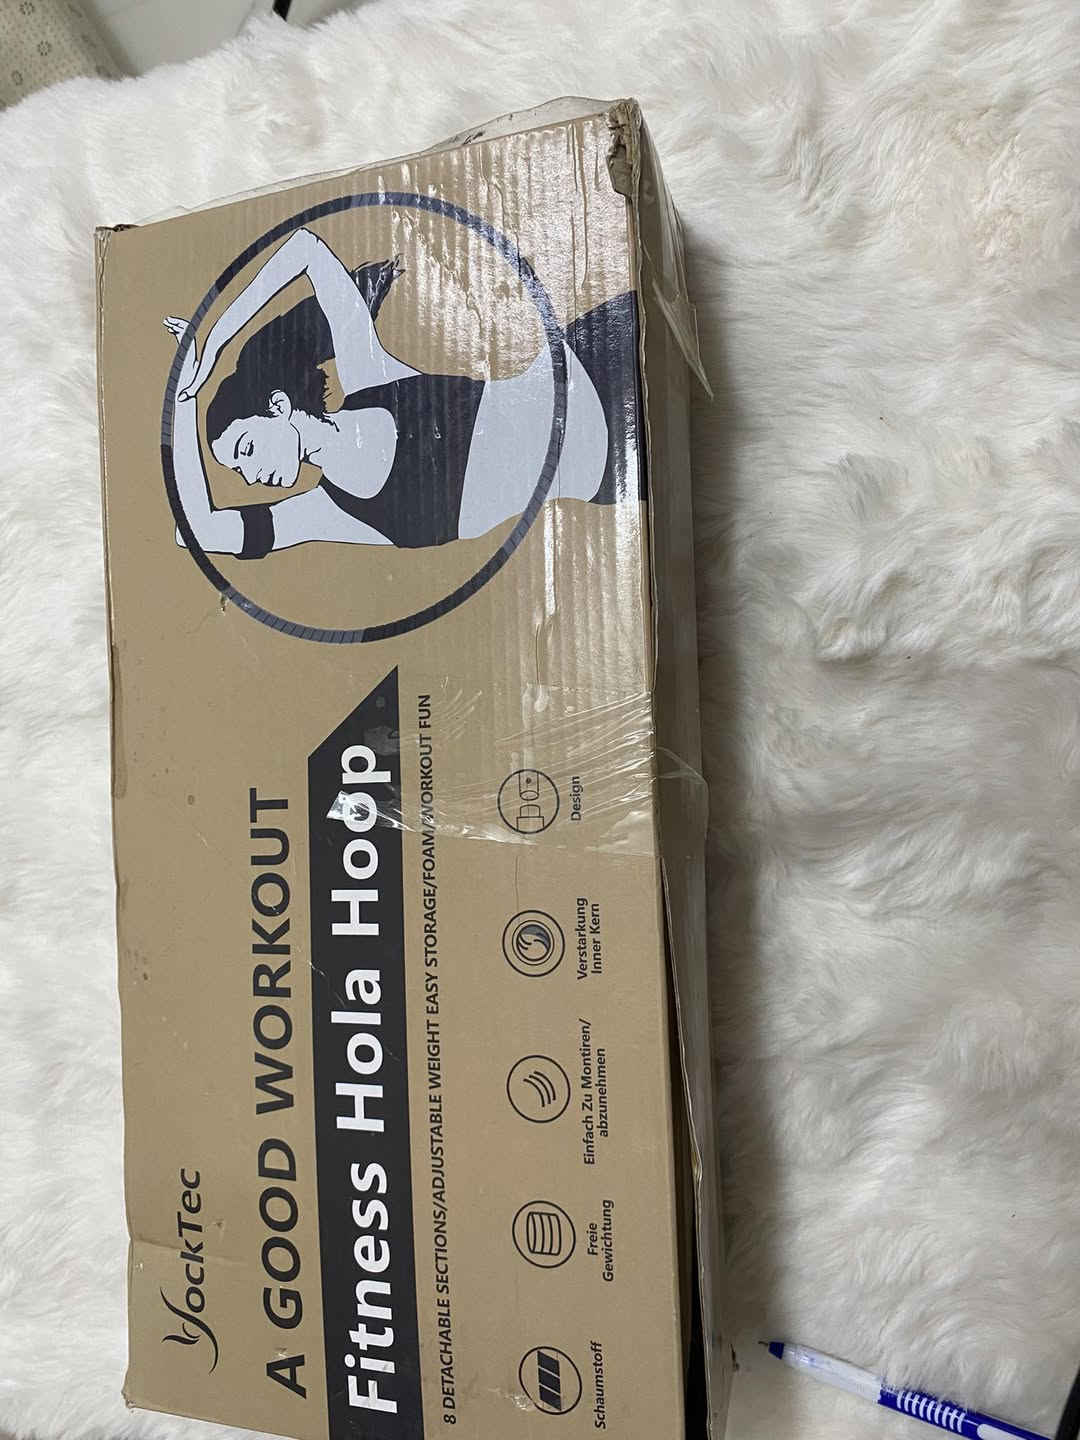 YockTec
A GOOD WORKOUT
Fitness Hola Hoop
8 DETACHABLE SECTIONS/ADJUSTABLE WEIGHT EASY STORAGE/FOAM/WORKOUT FUN
Schaumstoff
Freie
Gewichtung
Einfach Zu Montiren/
abzunehmen
Verstarkung
Inner Kern
Design